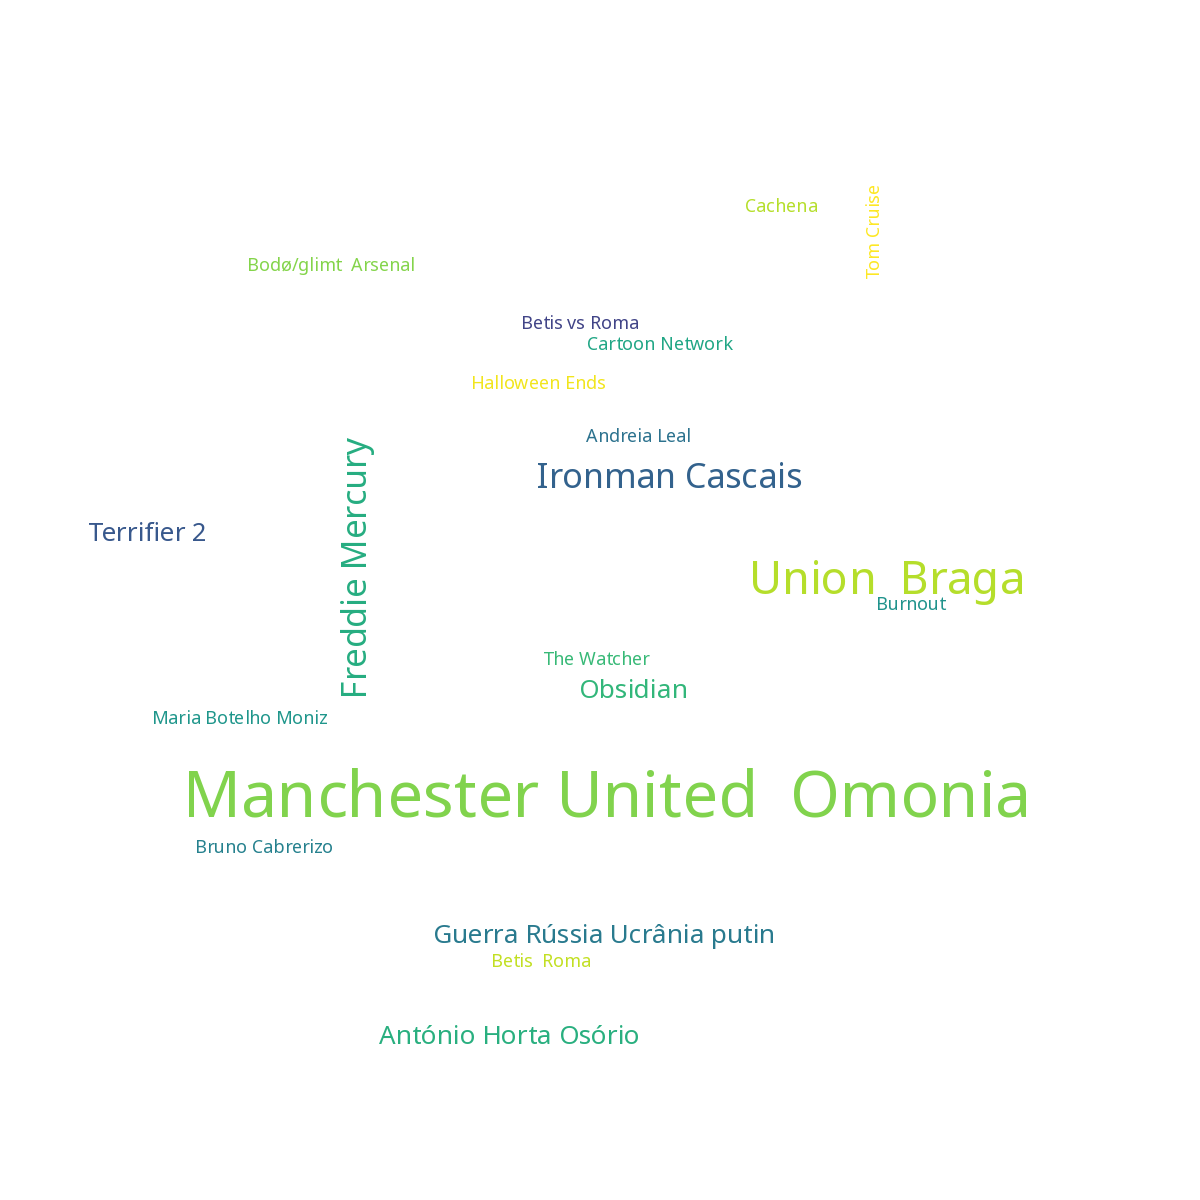 Cachena
Tom Cruise
Bodø/glimt  Arsenal
Betis vs Roma
Cartoon Network
Halloween Ends
Andreia Leal
Ironman Cascais
Freddie Mercury
Terrifier 2
Union  Braga
Burnout
The Watcher
Obsidian
Maria Botelho Moniz
Manchester United  Omonia
Bruno Cabrerizo
Guerra Rússia Ucrânia putin
Betis  Roma
António Horta Osório